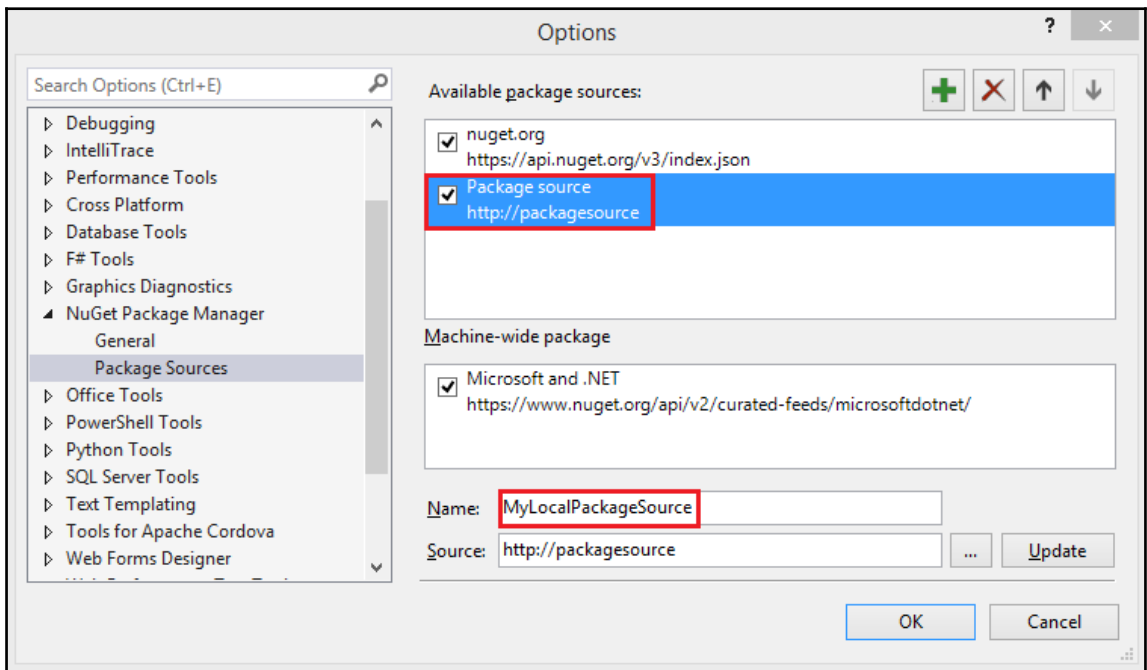 Options
?
Search Options (Ctrl+E)
Debugging
IntelliTrace
Performance Tools
Cross Platform
Database Tools
F# Tools
Graphics Diagnostics
NuGet Package Manager
General
Package Sources
Office Tools
PowerShell Tools
Python Tools
SQL Server Tools
Text Templating
Tools for Apache Cordova
Web Forms Designer
Available package sources:
nuget.org
https://api.nuget.org/v3/index.json
Package source
http://packagesource
Machine-wide package
Microsoft and .NET
https://www.nuget.org/api/v2/curated-feeds/microsoftdotnet/
Name: MyLocalPackageSource
Source: http://packagesource ... Update
OK Cancel